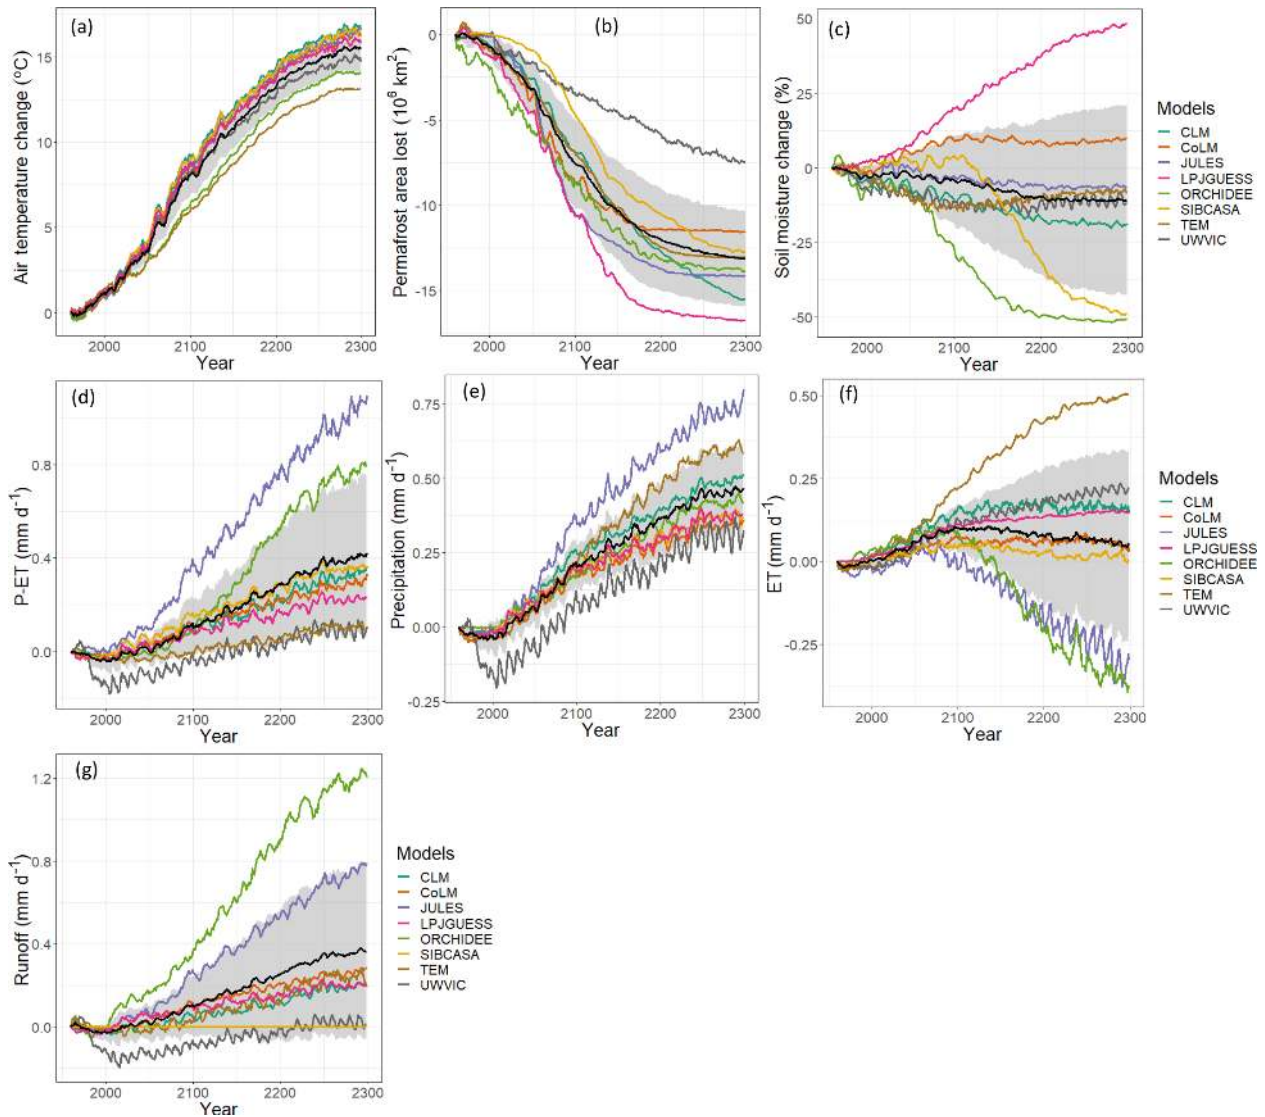 (a)
Air temperature change (°C)
15
10
5
0
2000 2100 2200 2300
Year
(b)
Permafrost area lost (10⁶ km²)
0
-5
-10
-15
2000 2100 2200 2300
Year
(c)
Soil moisture change (%)
50
25
0
-25
-50
2000 2100 2200 2300
Year
Models
CLM
CoLM
JULES
LPJGUESS
ORCHIDEE
SIBCASA
TEM
UWVIC
(d)
P-ET (mm d⁻¹)
0.8
0.4
0.0
2000 2100 2200 2300
Year
(e)
Precipitation (mm d⁻¹)
0.75
0.50
0.25
0.00
-0.25
2000 2100 2200 2300
Year
(f)
ET (mm d⁻¹)
0.50
0.25
0.00
-0.25
2000 2100 2200 2300
Year
Models
CLM
CoLM
JULES
LPJGUESS
ORCHIDEE
SIBCASA
TEM
UWVIC
(g)
Runoff (mm d⁻¹)
1.2
0.8
0.4
0.0
2000 2100 2200 2300
Year
Models
CLM
CoLM
JULES
LPJGUESS
ORCHIDEE
SIBCASA
TEM
UWVIC